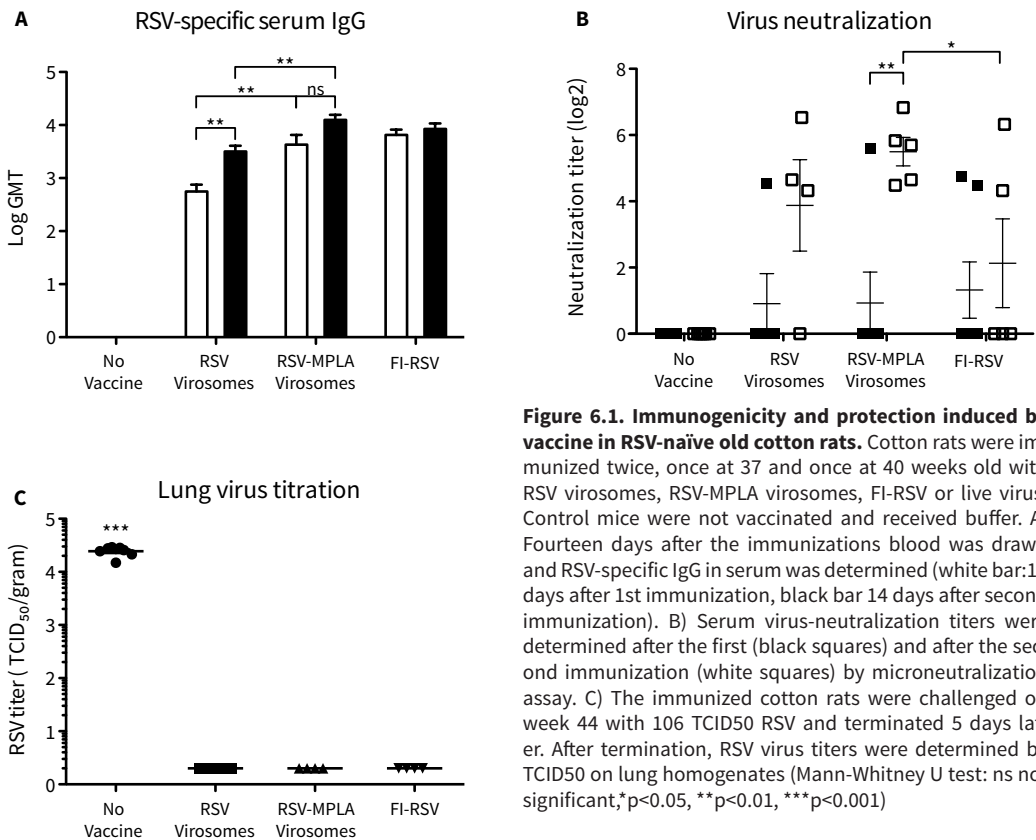 A
RSV-specific serum IgG
**
**
ns
**
5
4
3
2
1
0
Log GMT
No Vaccine
RSV Virosomes
RSV-MPLA Virosomes
FI-RSV
B
Virus neutralization
*
**
8
6
4
2
0
Neutralization titer (log2)
No Vaccine
RSV Virosomes
RSV-MPLA Virosomes
FI-RSV
C
Lung virus titration
***
5
4
3
2
1
0
RSV titer ( TCID50/gram)
No Vaccine
RSV Virosomes
RSV-MPLA Virosomes
FI-RSV
Figure 6.1. Immunogenicity and protection induced b
vaccine in RSV-naïve old cotton rats. Cotton rats were im
munized twice, once at 37 and once at 40 weeks old wit
RSV virosomes, RSV-MPLA virosomes, FI-RSV or live virus
Control mice were not vaccinated and received buffer. A
Fourteen days after the immunizations blood was draw
and RSV-specific IgG in serum was determined (white bar:1
days after 1st immunization, black bar 14 days after secon
immunization). B) Serum virus-neutralization titers wer
determined after the first (black squares) and after the sec
ond immunization (white squares) by microneutralization
assay. C) The immunized cotton rats were challenged o
week 44 with 106 TCID50 RSV and terminated 5 days lat
er. After termination, RSV virus titers were determined b
TCID50 on lung homogenates (Mann-Whitney U test: ns no
significant,*p<0.05, **p<0.01, ***p<0.001)